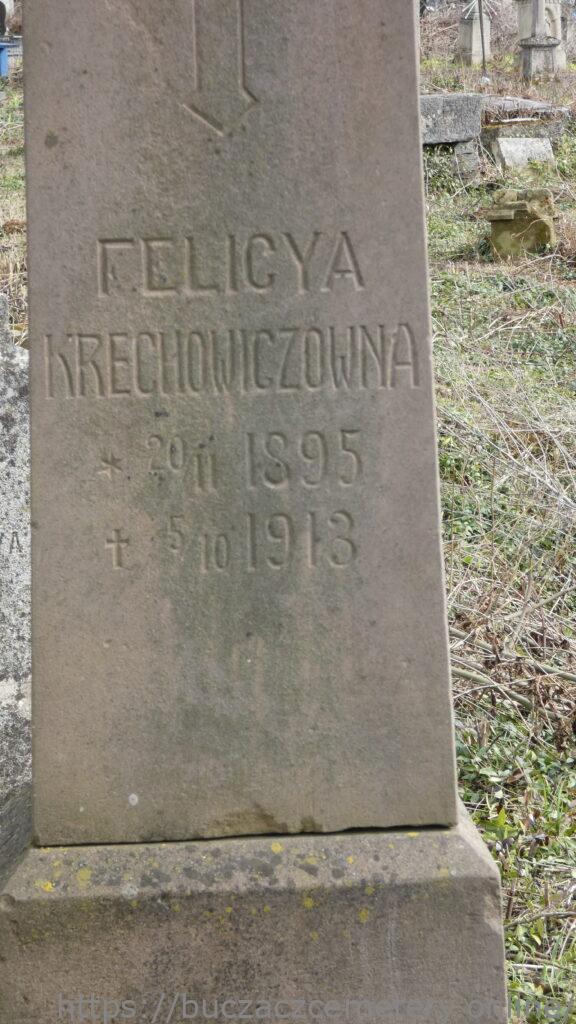 FELICYA
KRECHOWICZOWNA
* 20 11 1895
† 5 10 1913